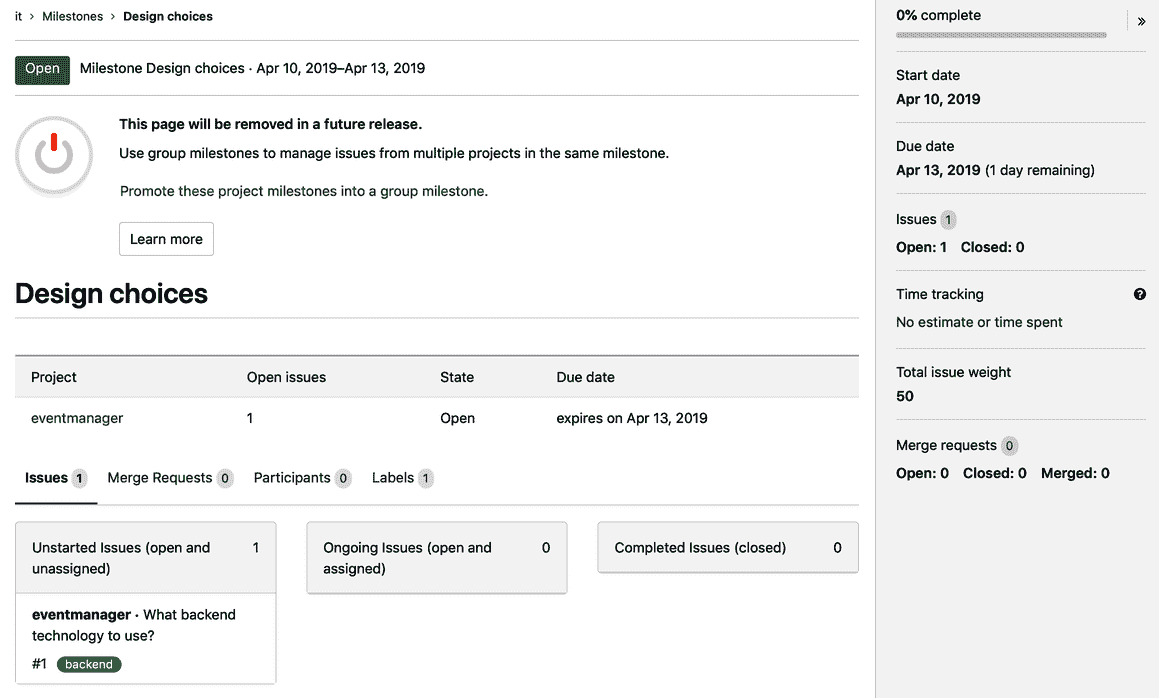 it › Milestones › Design choices
Open Milestone Design choices · Apr 10, 2019–Apr 13, 2019
This page will be removed in a future release.
Use group milestones to manage issues from multiple projects in the same milestone.
Promote these project milestones into a group milestone.
Learn more
Design choices
Project Open issues State Due date
eventmanager 1 Open expires on Apr 13, 2019
Issues 1 Merge Requests 0 Participants 0 Labels 1
Unstarted Issues (open and 1
unassigned)
eventmanager · What backend
technology to use?
#1 backend
Ongoing Issues (open and 0
assigned)
Completed Issues (closed) 0
0% complete »
Start date
Apr 10, 2019
Due date
Apr 13, 2019 (1 day remaining)
Issues 1
Open: 1 Closed: 0
Time tracking ?
No estimate or time spent
Total issue weight
50
Merge requests 0
Open: 0 Closed: 0 Merged: 0